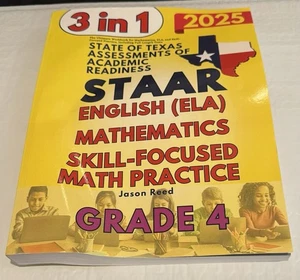 3 in 1
2025
STATE OF TEXAS
ASSESSMENTS OF
ACADEMIC
READINESS
STAAR
ENGLISH (ELA)
MATHEMATICS
SKILL-FOCUSED
MATH PRACTICE
Jason Reed
GRADE 4